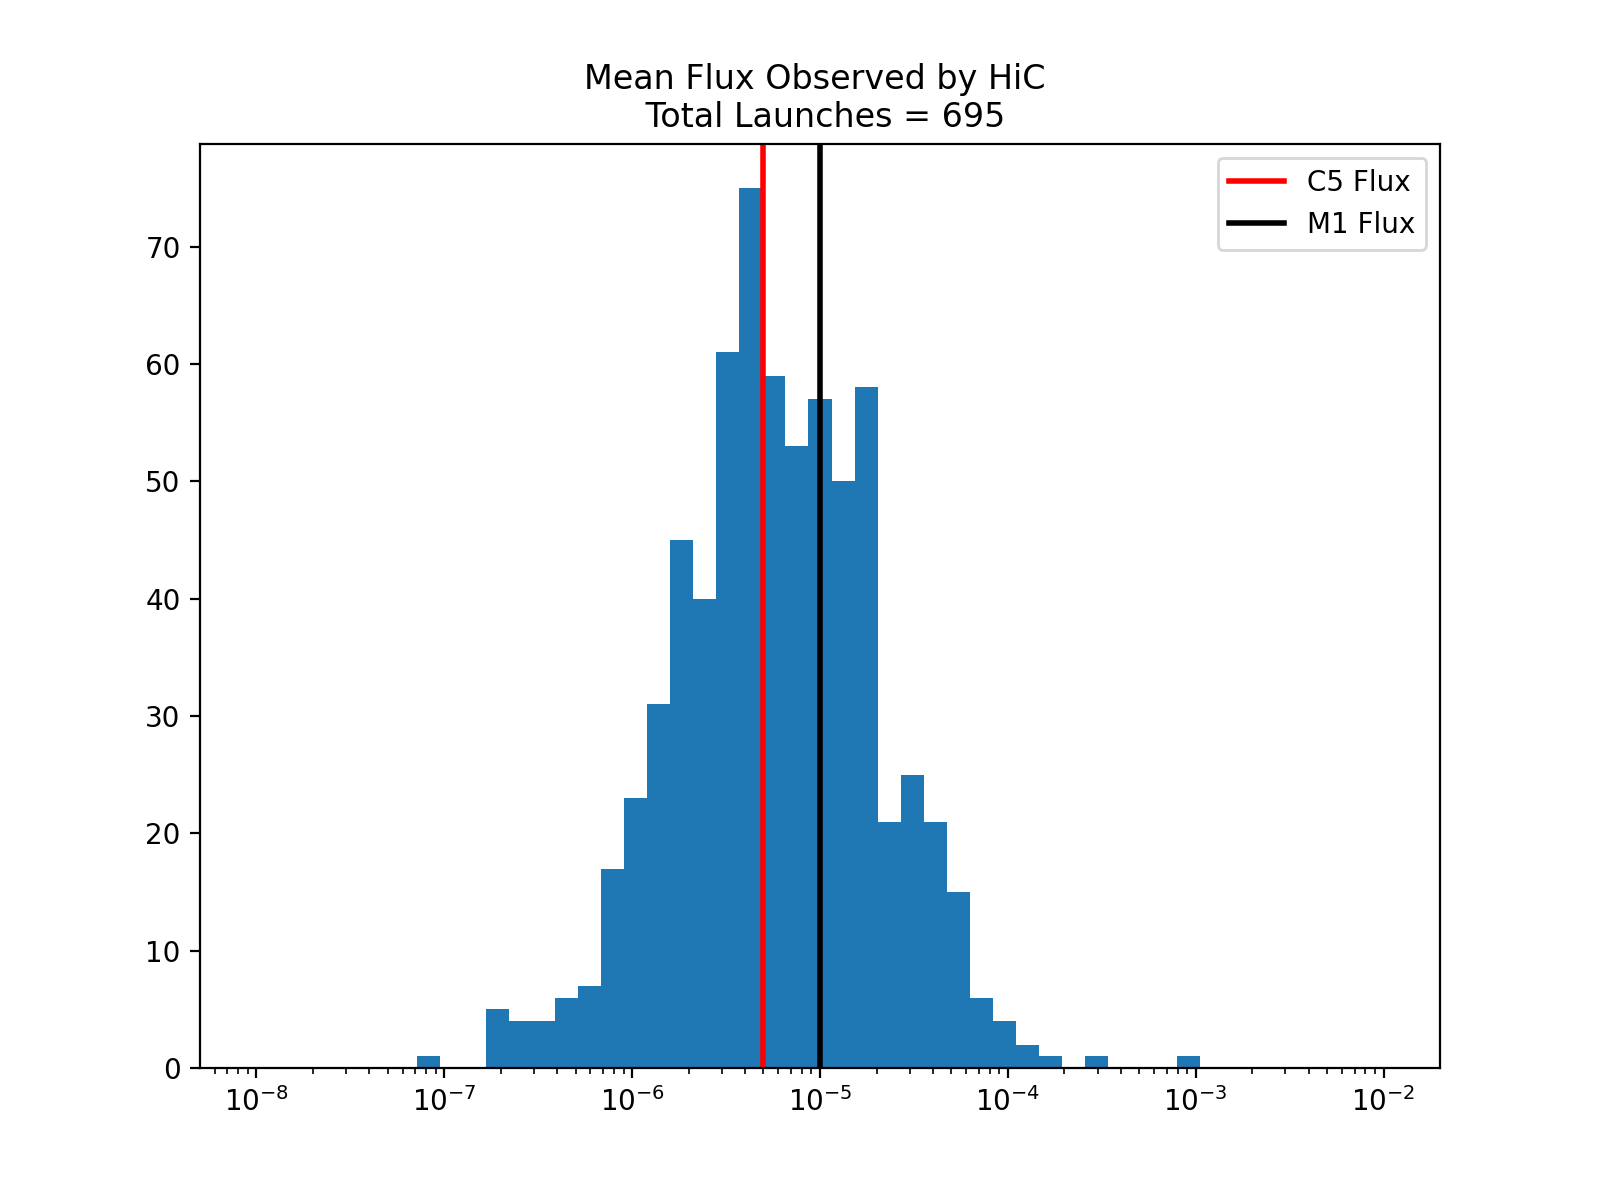 Mean Flux Observed by HiC
Total Launches = 695
C5 Flux
M1 Flux
70
60
50
40
30
20
10
0
10⁻⁸ 10⁻⁷ 10⁻⁶ 10⁻⁵ 10⁻⁴ 10⁻³ 10⁻²